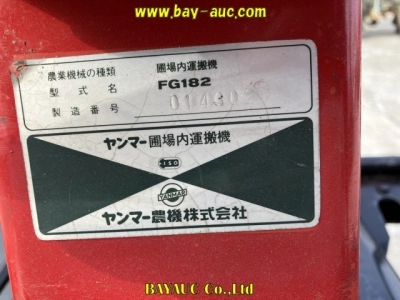 www.bay-auc.com
農業機械の種類 圃場内運搬機
型式名 FG182
製造番号 01430
ヤンマー圃場内運搬機
ISO
YANMAR
ヤンマー農機株式会社
BAYAUC Co.,Ltd